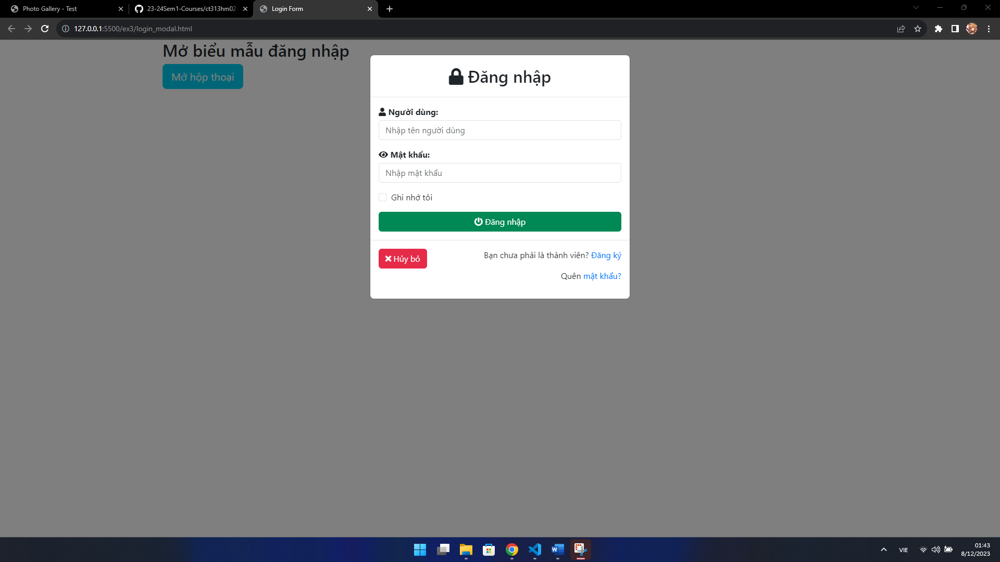 Photo Gallery - Test
23-24Sem1-Courses/ct313hm02-
Login Form
127.0.0.1:5500/ex3/login_modal.html
Mở biểu mẫu đăng nhập
Mở hộp thoại
Đăng nhập
Người dùng:
Nhập tên người dùng
Mật khẩu:
Nhập mật khẩu
Ghi nhớ tôi
Đăng nhập
Hủy bỏ
Bạn chưa phải là thành viên? Đăng ký
Quên mật khẩu?
VIE
01:43
8/12/2023